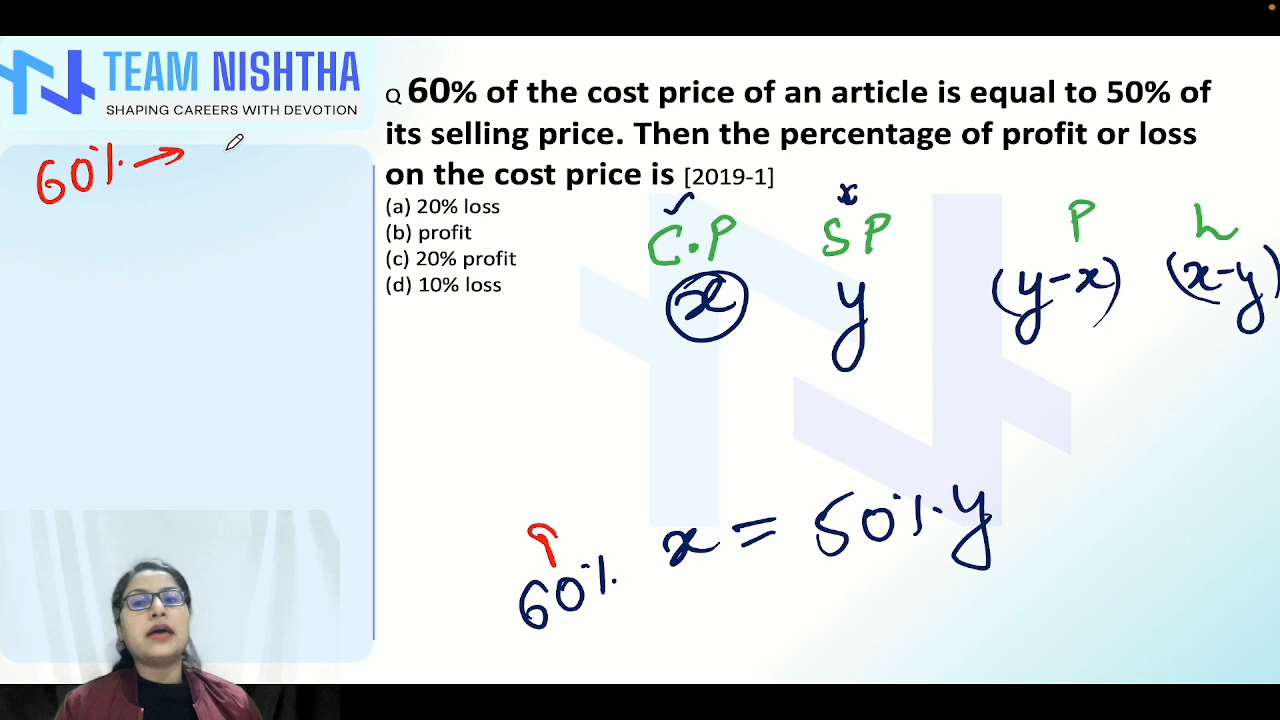 TEAM NISHTHA
SHAPING CAREERS WITH DEVOTION
60% →
Q 60% of the cost price of an article is equal to 50% of
its selling price. Then the percentage of profit or loss
on the cost price is [2019-1]
(a) 20% loss
(b) profit
(c) 20% profit
(d) 10% loss
✓ x
C.P SP P L
x y (y-x) (x-y)
60% x = 50% y